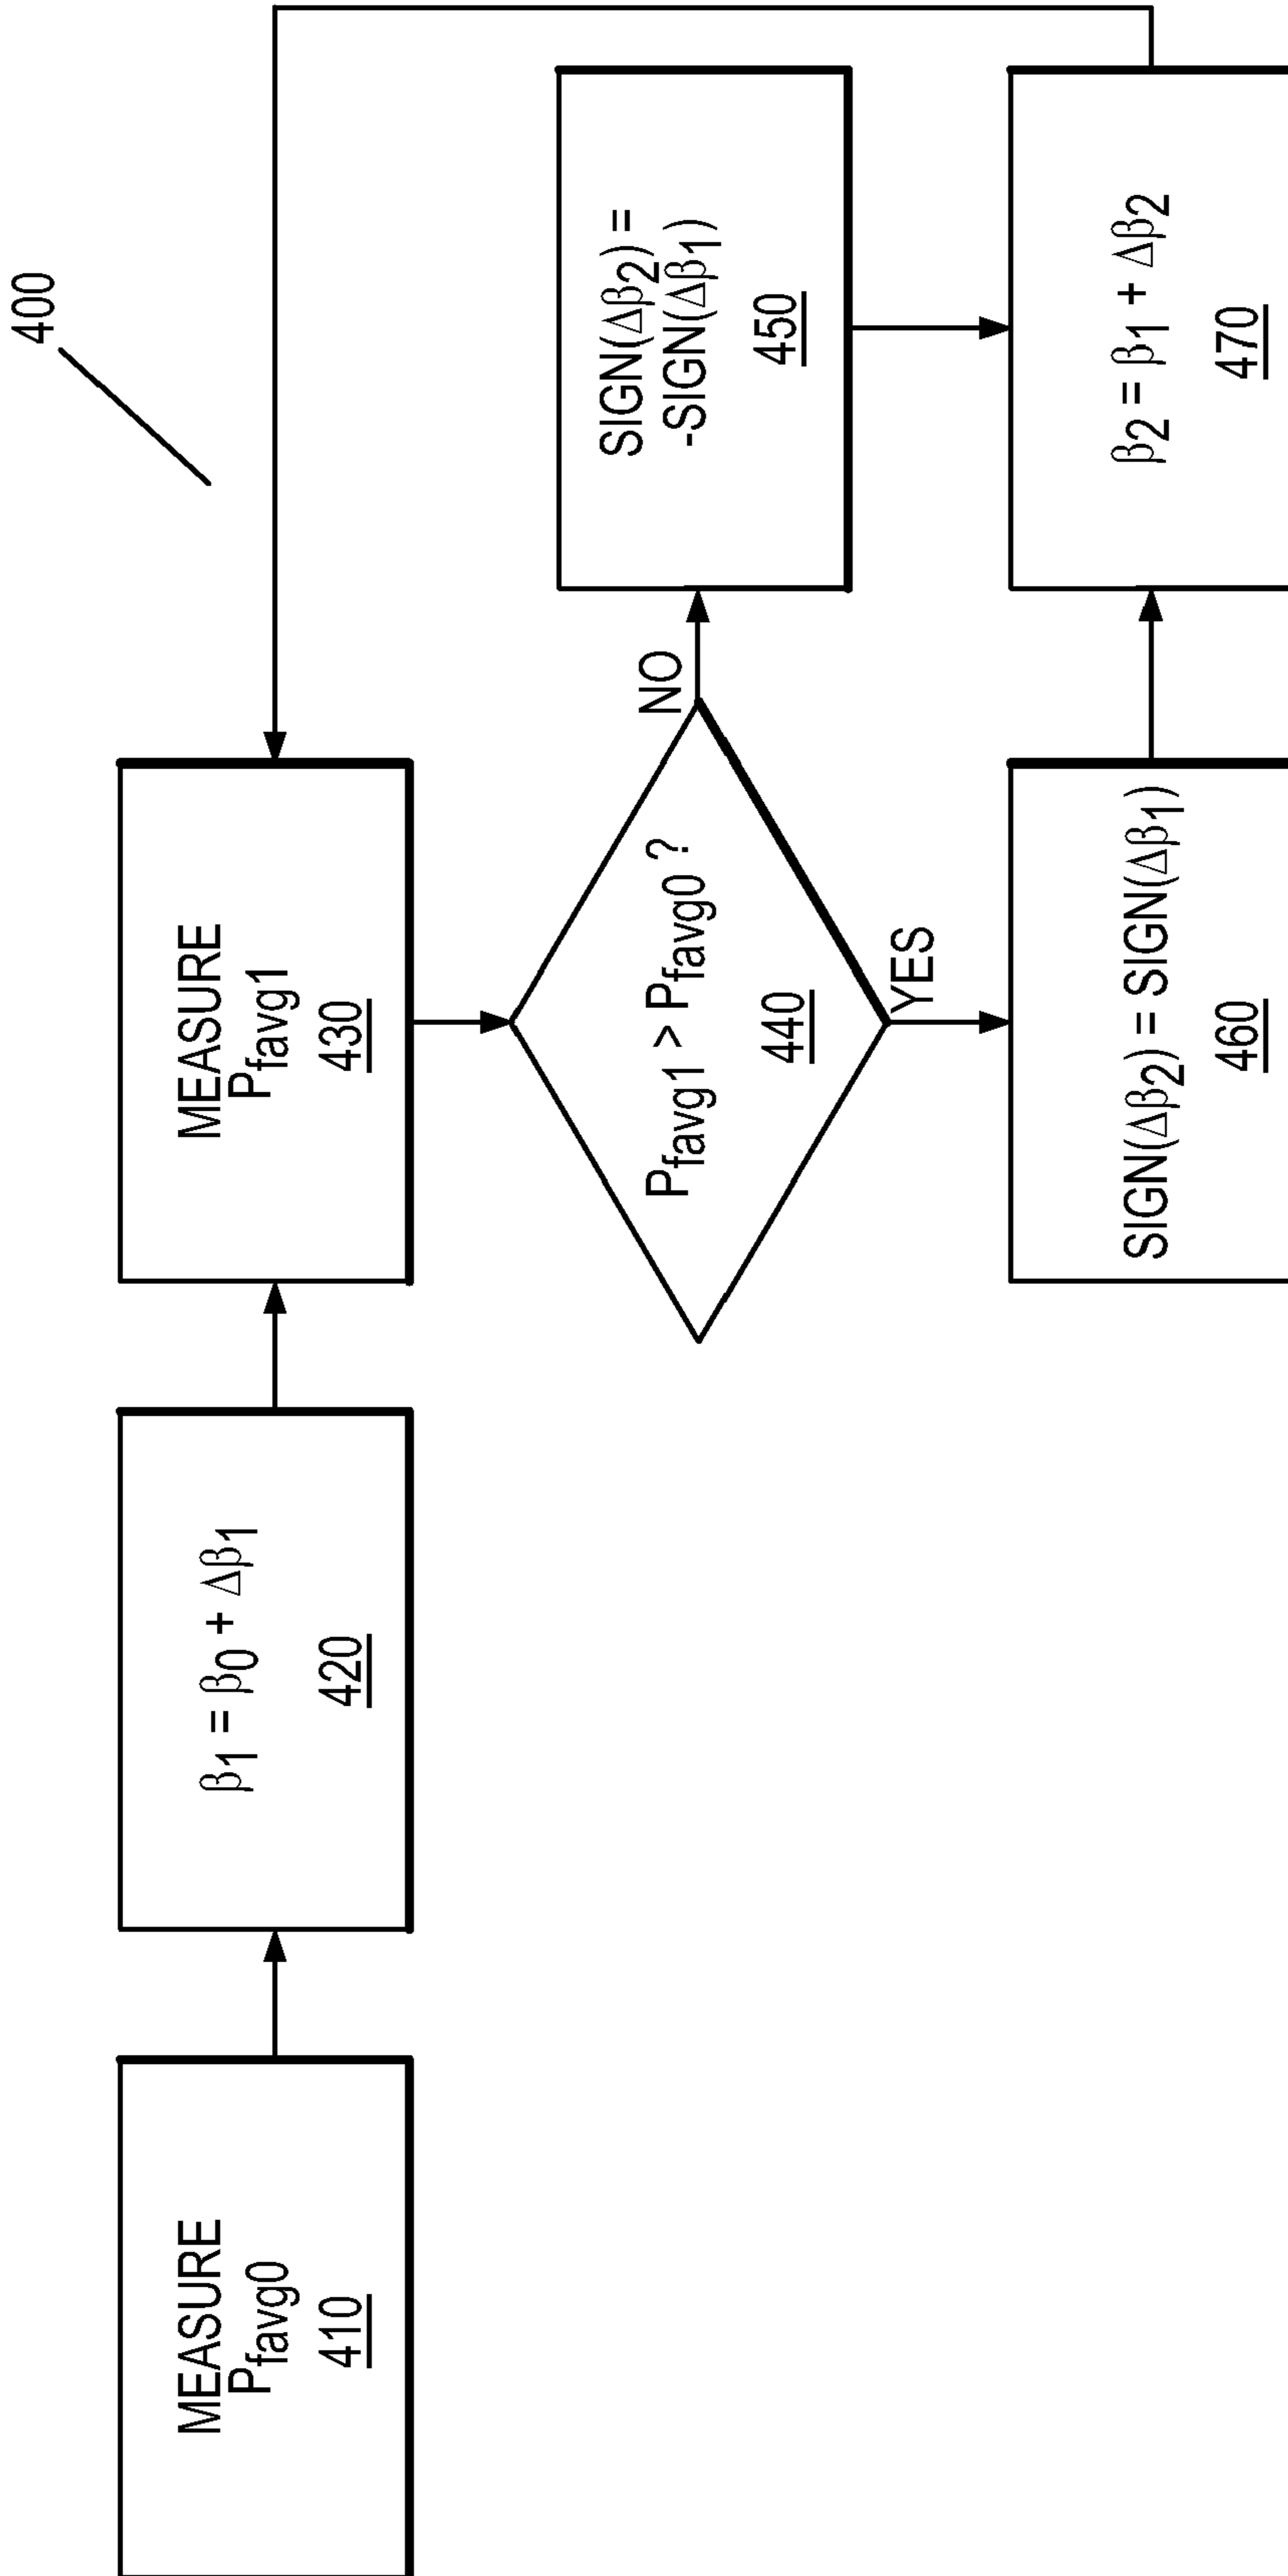 400
MEASURE
Pfavg0
410
β1 = β0 + Δβ1
420
MEASURE
Pfavg1
430
Pfavg1 > Pfavg0 ?
440
NO
SIGN(Δβ2) =
-SIGN(Δβ1)
450
YES
SIGN(Δβ2) = SIGN(Δβ1)
460
β2 = β1 + Δβ2
470